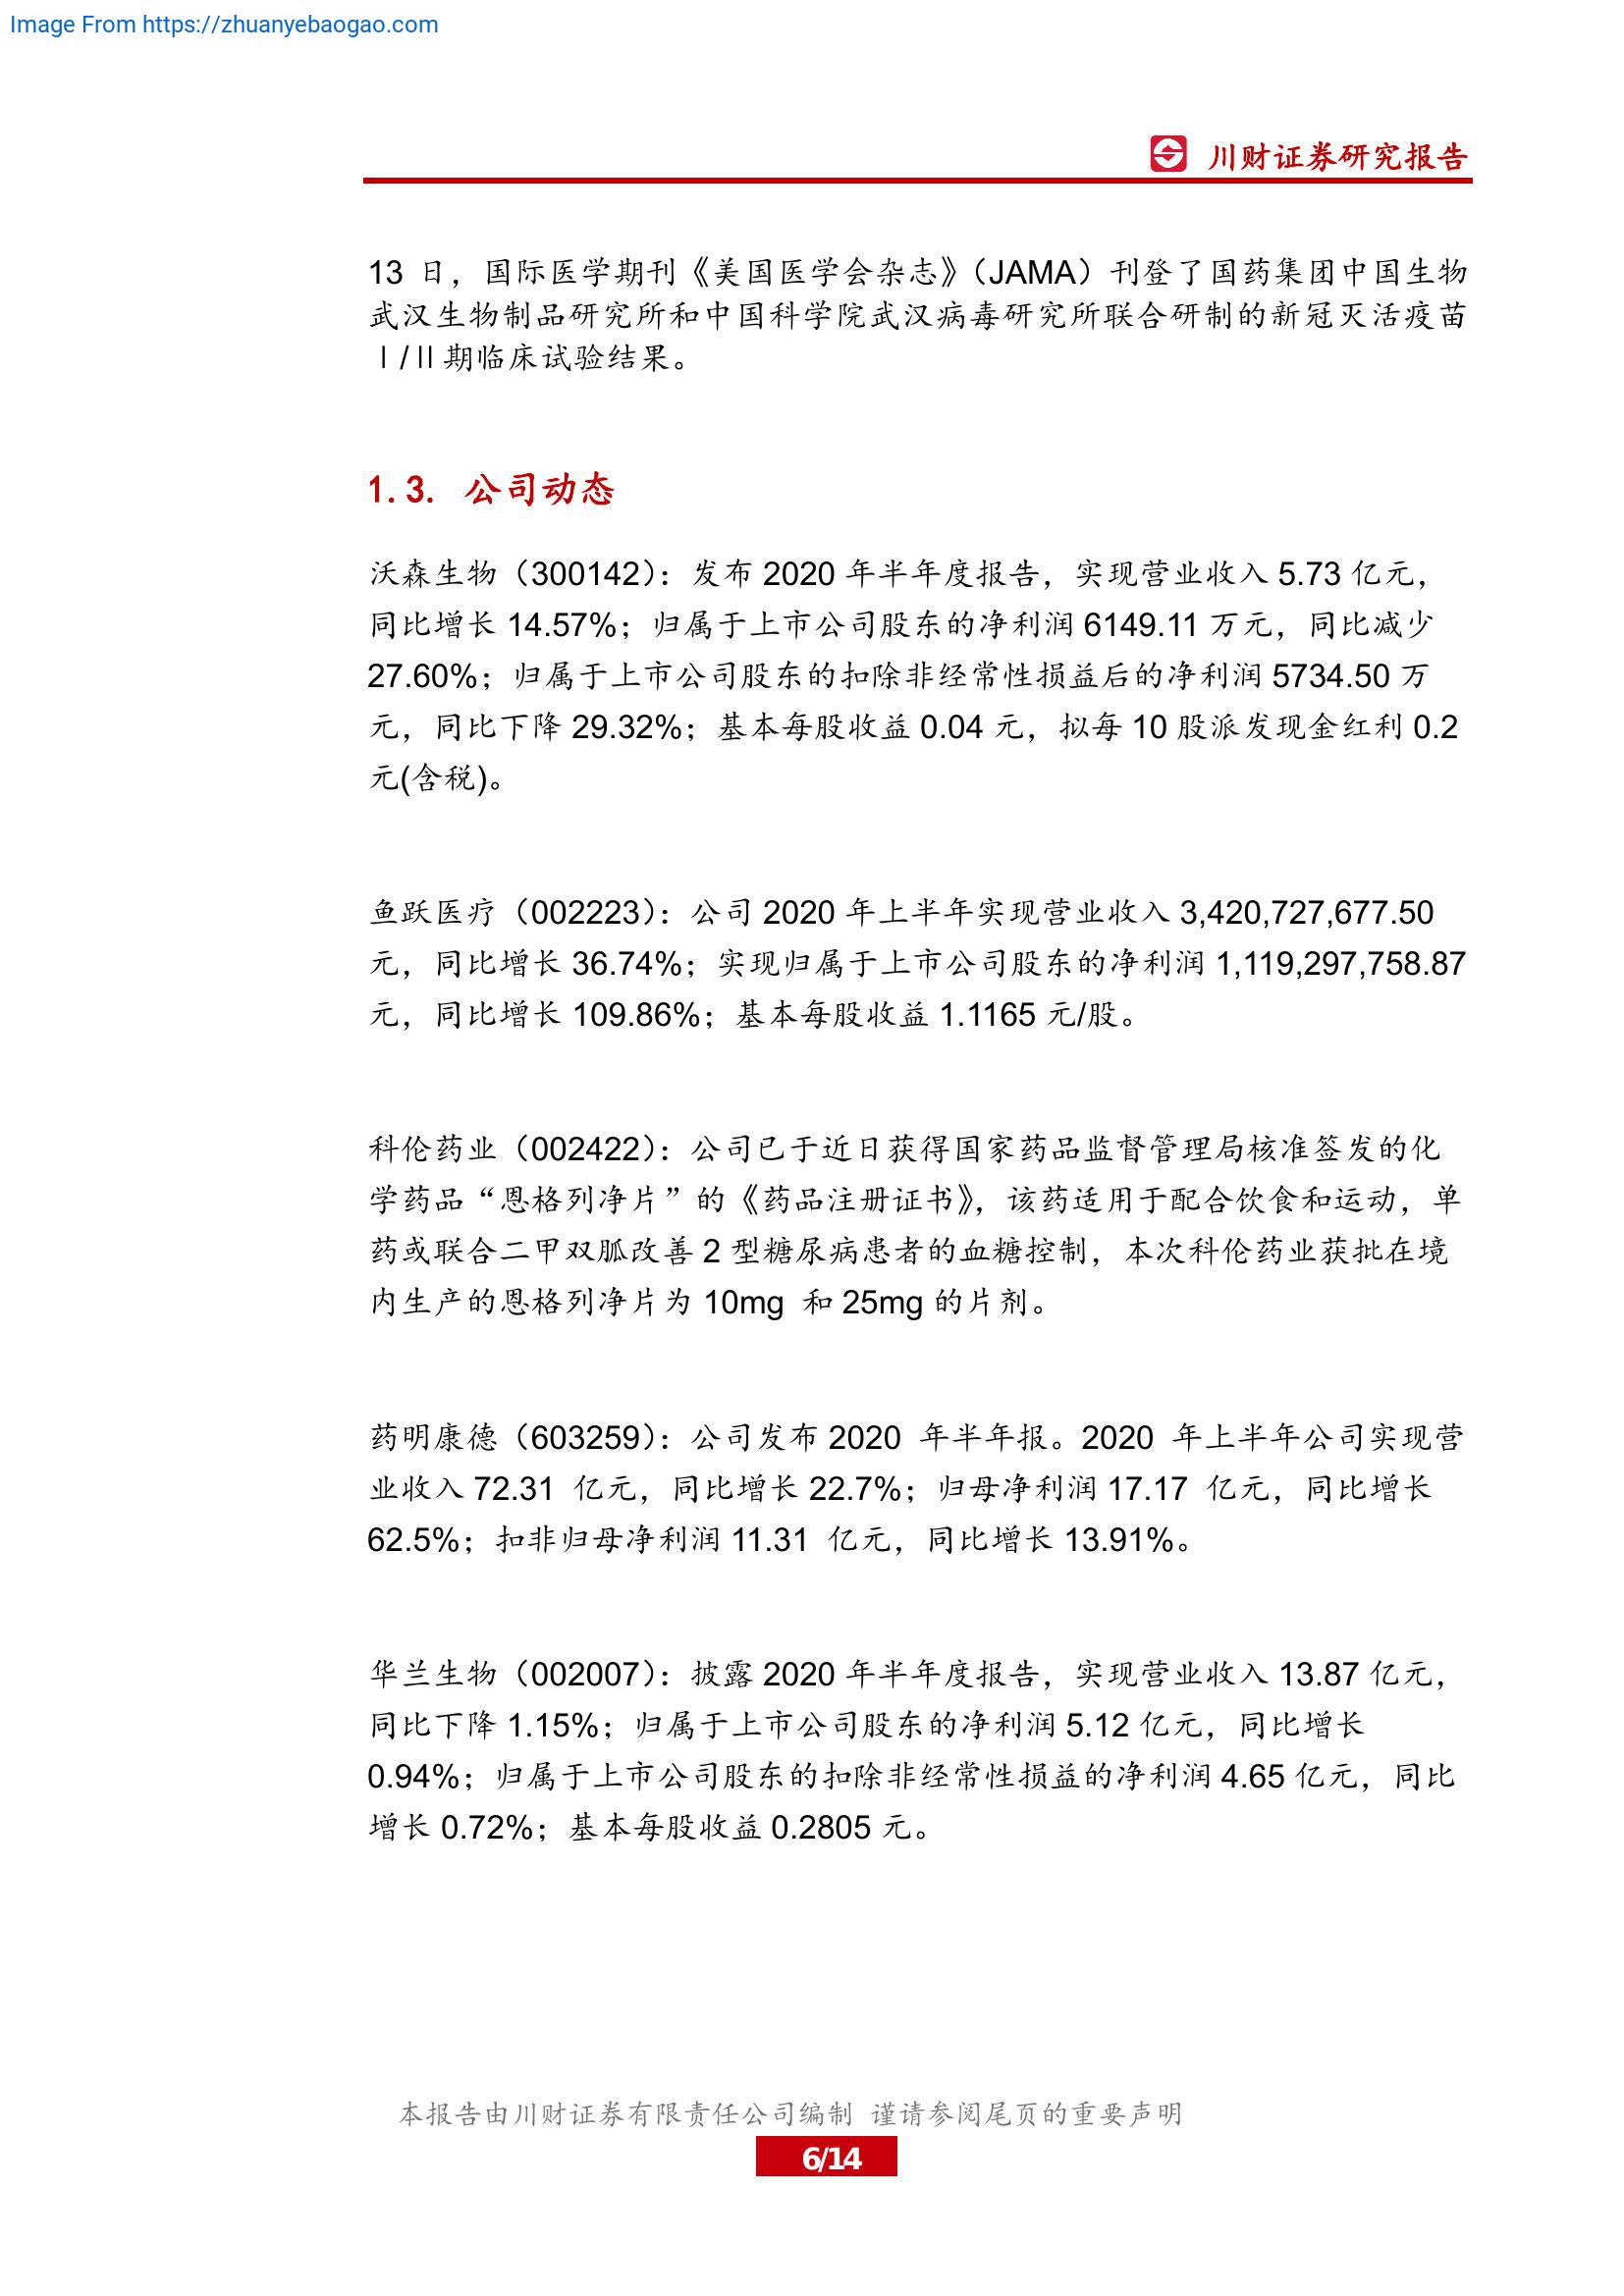 Image From https://zhuanyebaogao.com
川财证券研究报告
13 日，国际医学期刊《美国医学会杂志》（JAMA）刊登了国药集团中国生物
武汉生物制品研究所和中国科学院武汉病毒研究所联合研制的新冠灭活疫苗
Ⅰ/Ⅱ期临床试验结果。
1.3. 公司动态
沃森生物（300142）：发布 2020 年半年度报告，实现营业收入 5.73 亿元，
同比增长 14.57%；归属于上市公司股东的净利润 6149.11 万元，同比减少
27.60%；归属于上市公司股东的扣除非经常性损益后的净利润 5734.50 万
元，同比下降 29.32%；基本每股收益 0.04 元，拟每 10 股派发现金红利 0.2
元(含税)。
鱼跃医疗（002223）：公司 2020 年上半年实现营业收入 3,420,727,677.50
元，同比增长 36.74%；实现归属于上市公司股东的净利润 1,119,297,758.87
元，同比增长 109.86%；基本每股收益 1.1165 元/股。
科伦药业（002422）：公司已于近日获得国家药品监督管理局核准签发的化
学药品“恩格列净片”的《药品注册证书》，该药适用于配合饮食和运动，单
药或联合二甲双胍改善 2 型糖尿病患者的血糖控制，本次科伦药业获批在境
内生产的恩格列净片为 10mg 和 25mg 的片剂。
药明康德（603259）：公司发布 2020 年半年报。2020 年上半年公司实现营
业收入 72.31 亿元，同比增长 22.7%；归母净利润 17.17 亿元，同比增长
62.5%；扣非归母净利润 11.31 亿元，同比增长 13.91%。
华兰生物（002007）：披露 2020 年半年度报告，实现营业收入 13.87 亿元，
同比下降 1.15%；归属于上市公司股东的净利润 5.12 亿元，同比增长
0.94%；归属于上市公司股东的扣除非经常性损益的净利润 4.65 亿元，同比
增长 0.72%；基本每股收益 0.2805 元。
本报告由川财证券有限责任公司编制 谨请参阅尾页的重要声明
6/14